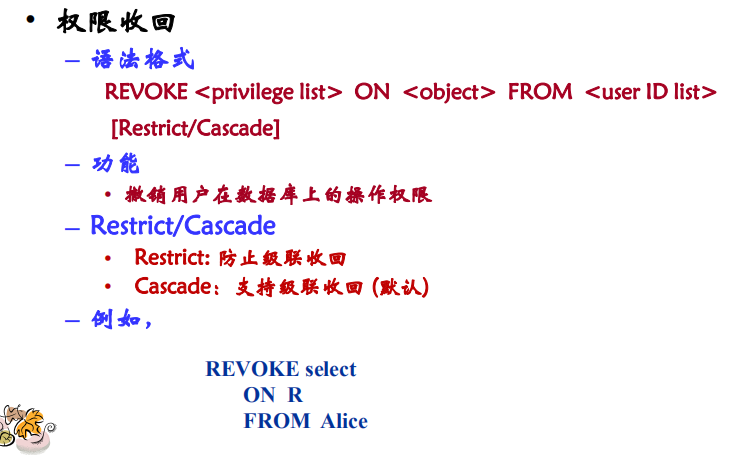 • 权限收回
– 语法格式
REVOKE <privilege list> ON <object> FROM <user ID list>
[Restrict/Cascade]
– 功能
• 撤销用户在数据库上的操作权限
– Restrict/Cascade
• Restrict: 防止级联收回
• Cascade：支持级联收回 (默认)
– 例如，
REVOKE select
ON R
FROM Alice